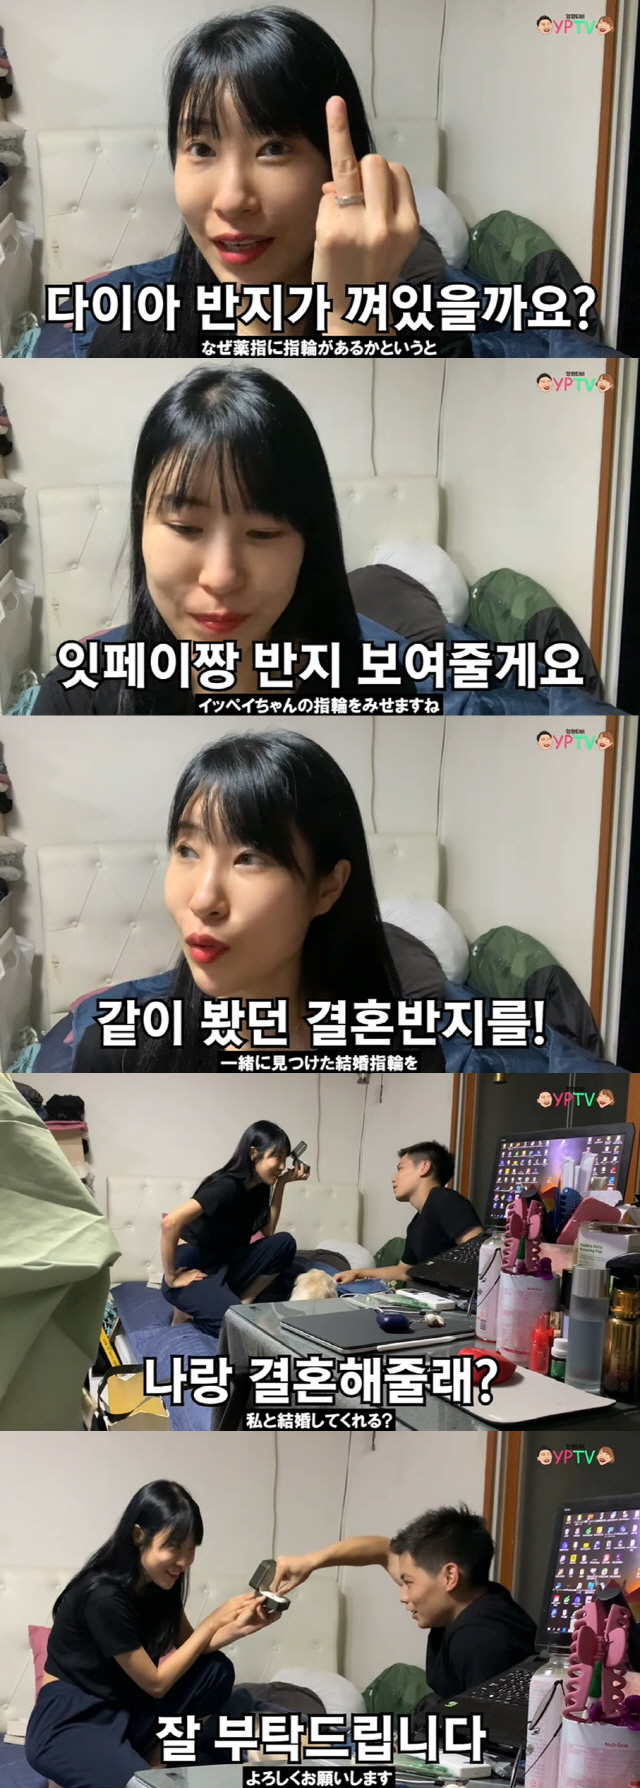 YPTV
다이아 반지가 껴있을까요?
なぜ薬指に指輪があるかというと
YPTV
잇페이짱 반지 보여줄게요
イッペイちゃんの指輪をみせますね
YPTV
같이 봤던 결혼반지를!
一緒に見つけた結婚指輪を
YPTV
나랑 결혼해줄래?
私と結婚してくれる?
YPTV
잘 부탁드립니다
よろしくお願いします